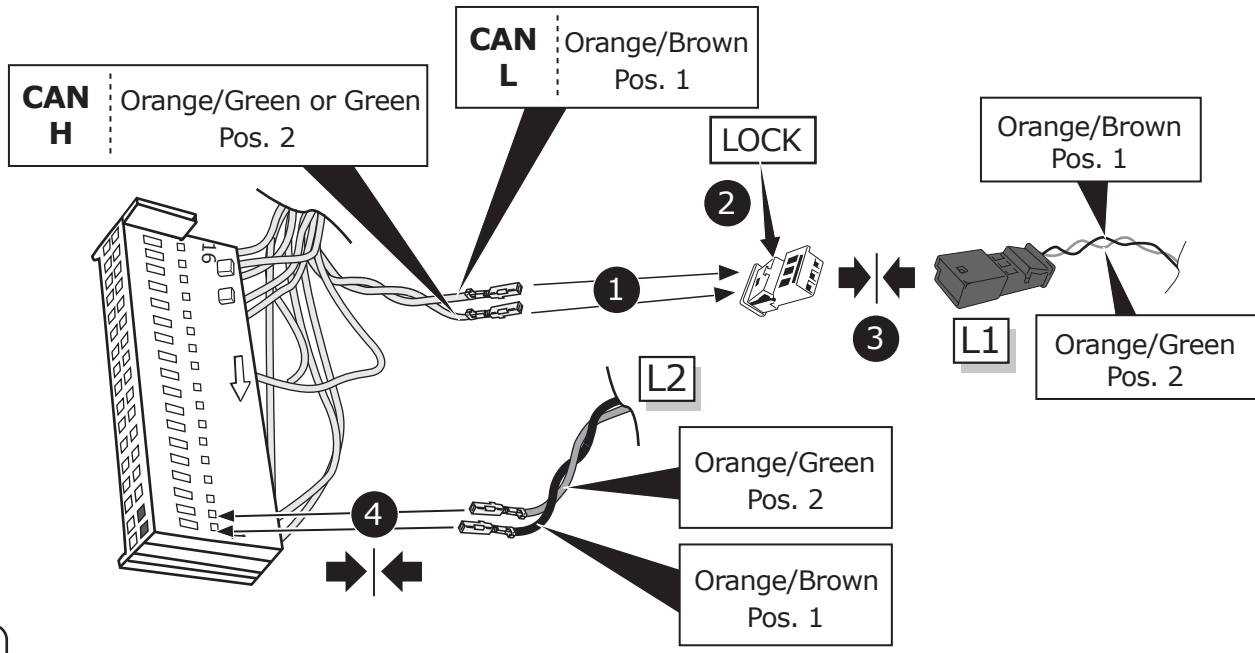 CAN L
Orange/Brown
Pos. 1
CAN H
Orange/Green or Green
Pos. 2
LOCK
Orange/Brown
Pos. 1
2
16
1
3
L1
Orange/Green
Pos. 2
L2
Orange/Green
Pos. 2
4
Orange/Brown
Pos. 1